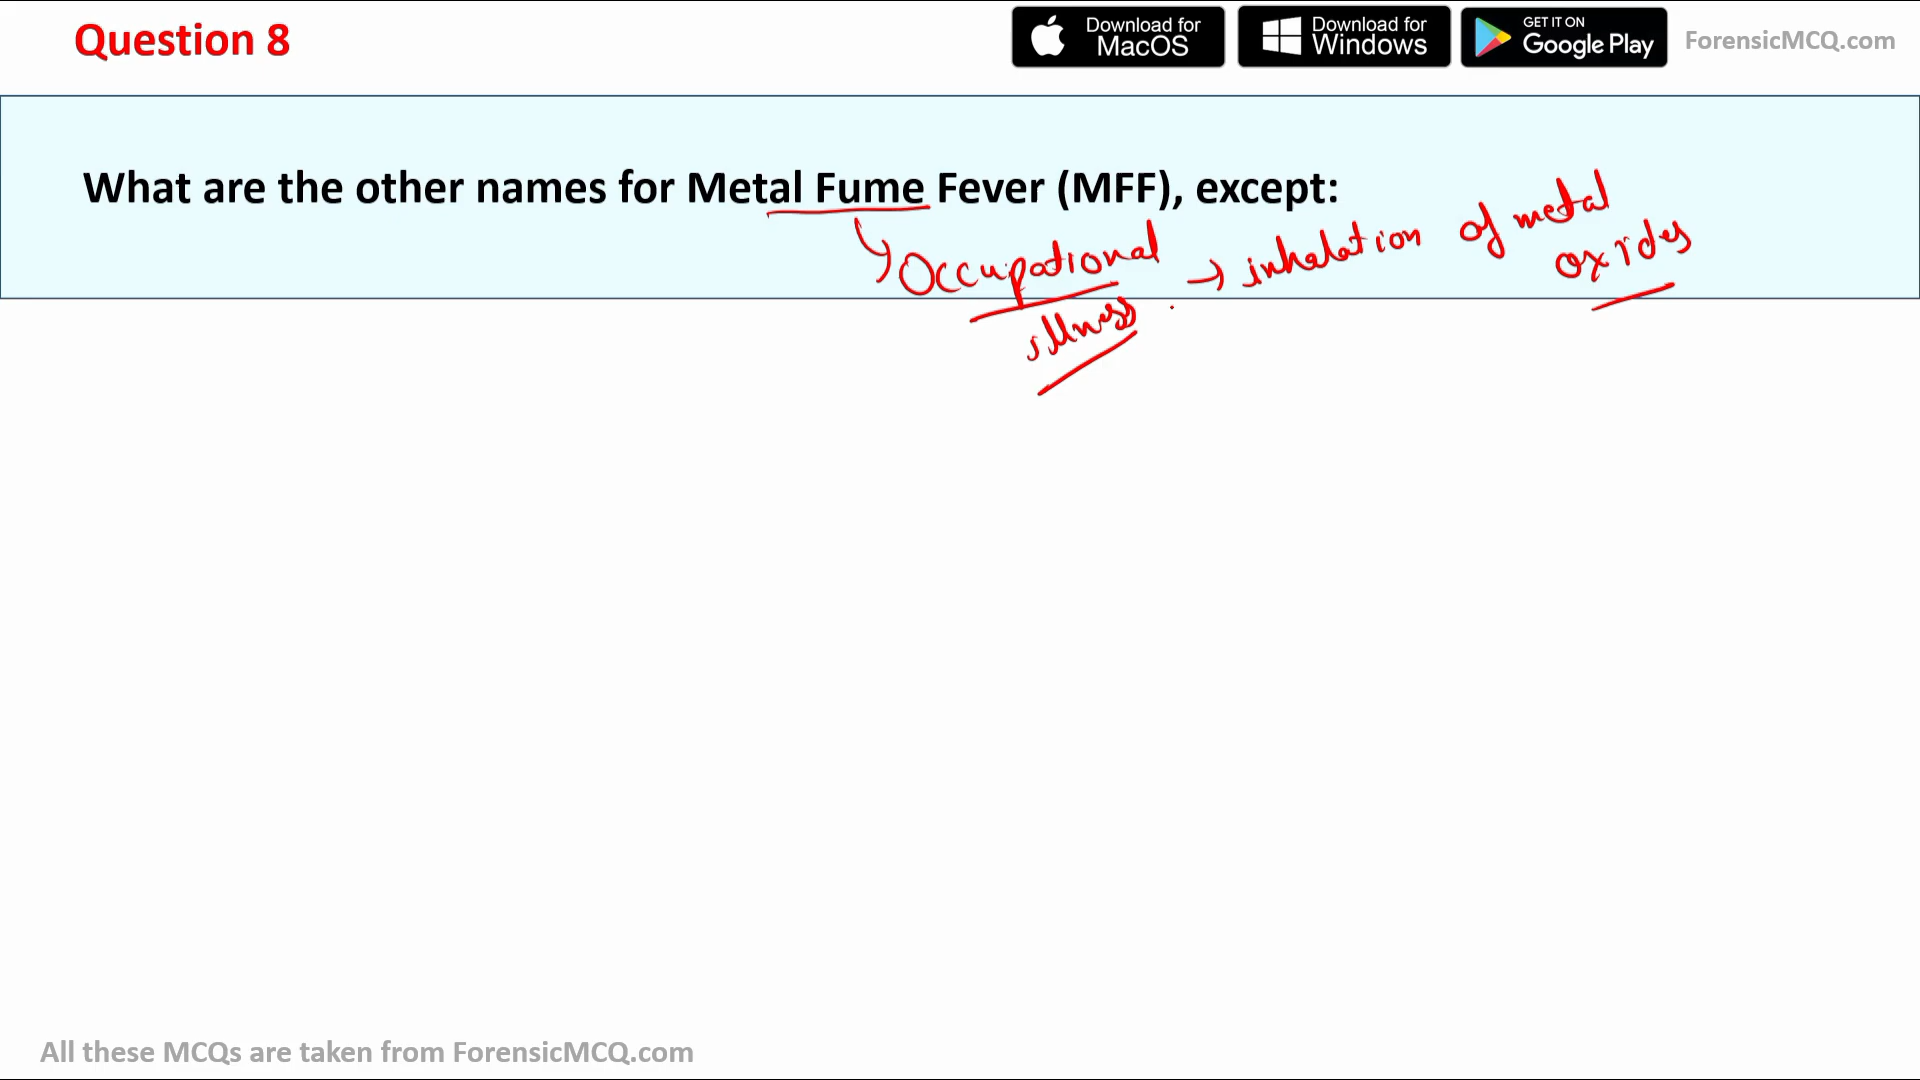 Question 8
Download for
MacOS
Download for
Windows
GET IT ON
Google Play
ForensicMCQ.com
What are the other names for Metal Fume Fever (MFF), except:
Occupational
illness
→ inhalation of metal
oxides
All these MCQs are taken from ForensicMCQ.com